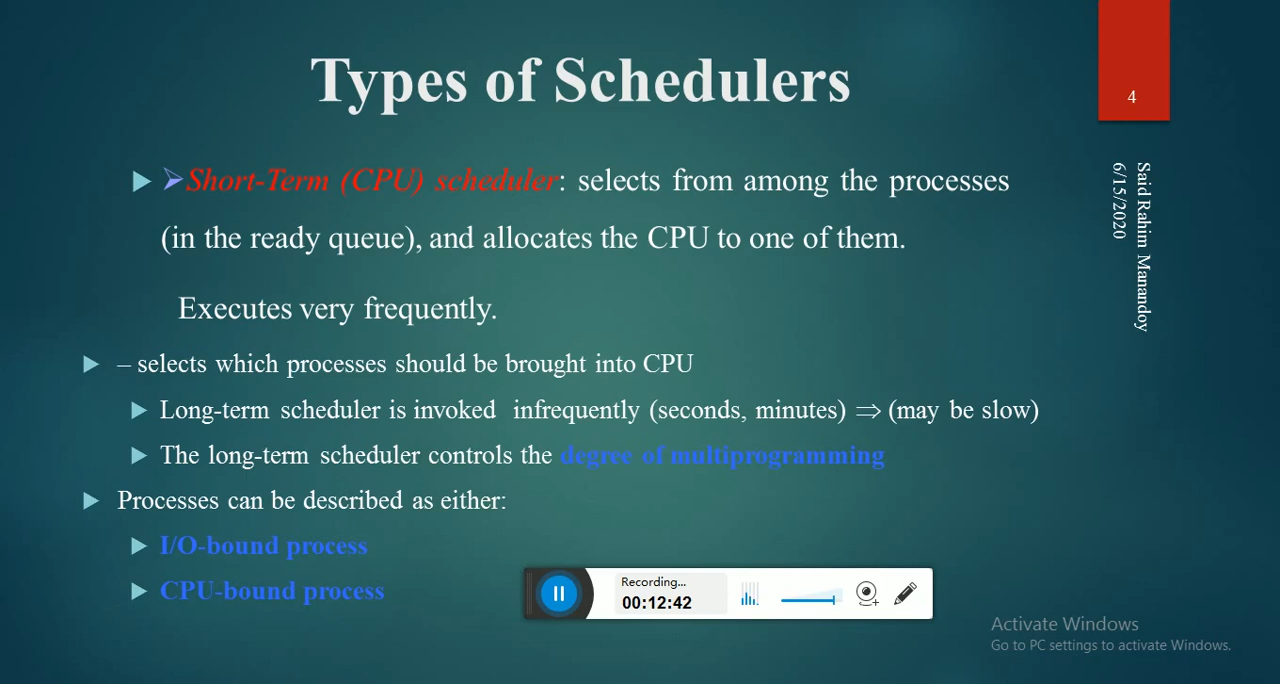 Types of Schedulers
4
Short-Term (CPU) scheduler: selects from among the processes
(in the ready queue), and allocates the CPU to one of them.
Executes very frequently.
– selects which processes should be brought into CPU
Long-term scheduler is invoked infrequently (seconds, minutes) ⇒ (may be slow)
The long-term scheduler controls the degree of multiprogramming
Processes can be described as either:
I/O-bound process
CPU-bound process
Said Rahim Manandoy
6/15/2020
Recording...
00:12:42
Activate Windows
Go to PC settings to activate Windows.